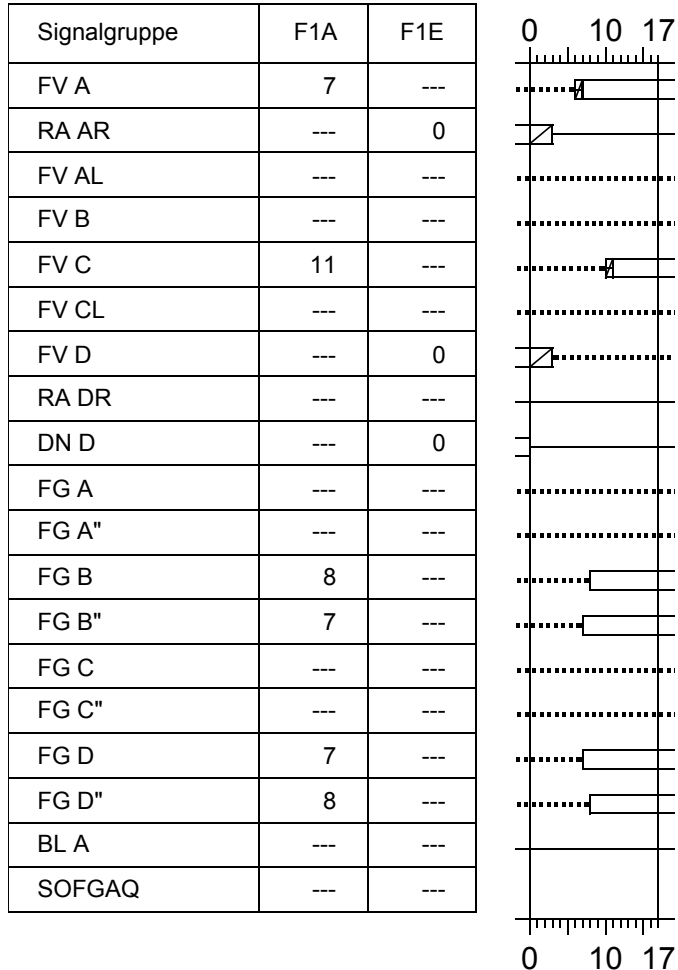 Signalgruppe F1A F1E 0 10 17
FV A 7 ---
RA AR --- 0
FV AL --- ---
FV B --- ---
FV C 11 ---
FV CL --- ---
FV D --- 0
RA DR --- ---
DN D --- 0
FG A --- ---
FG A" --- ---
FG B 8 ---
FG B" 7 ---
FG C --- ---
FG C" --- ---
FG D 7 ---
FG D" 8 ---
BL A --- ---
SOFGAQ --- ---
0 10 17